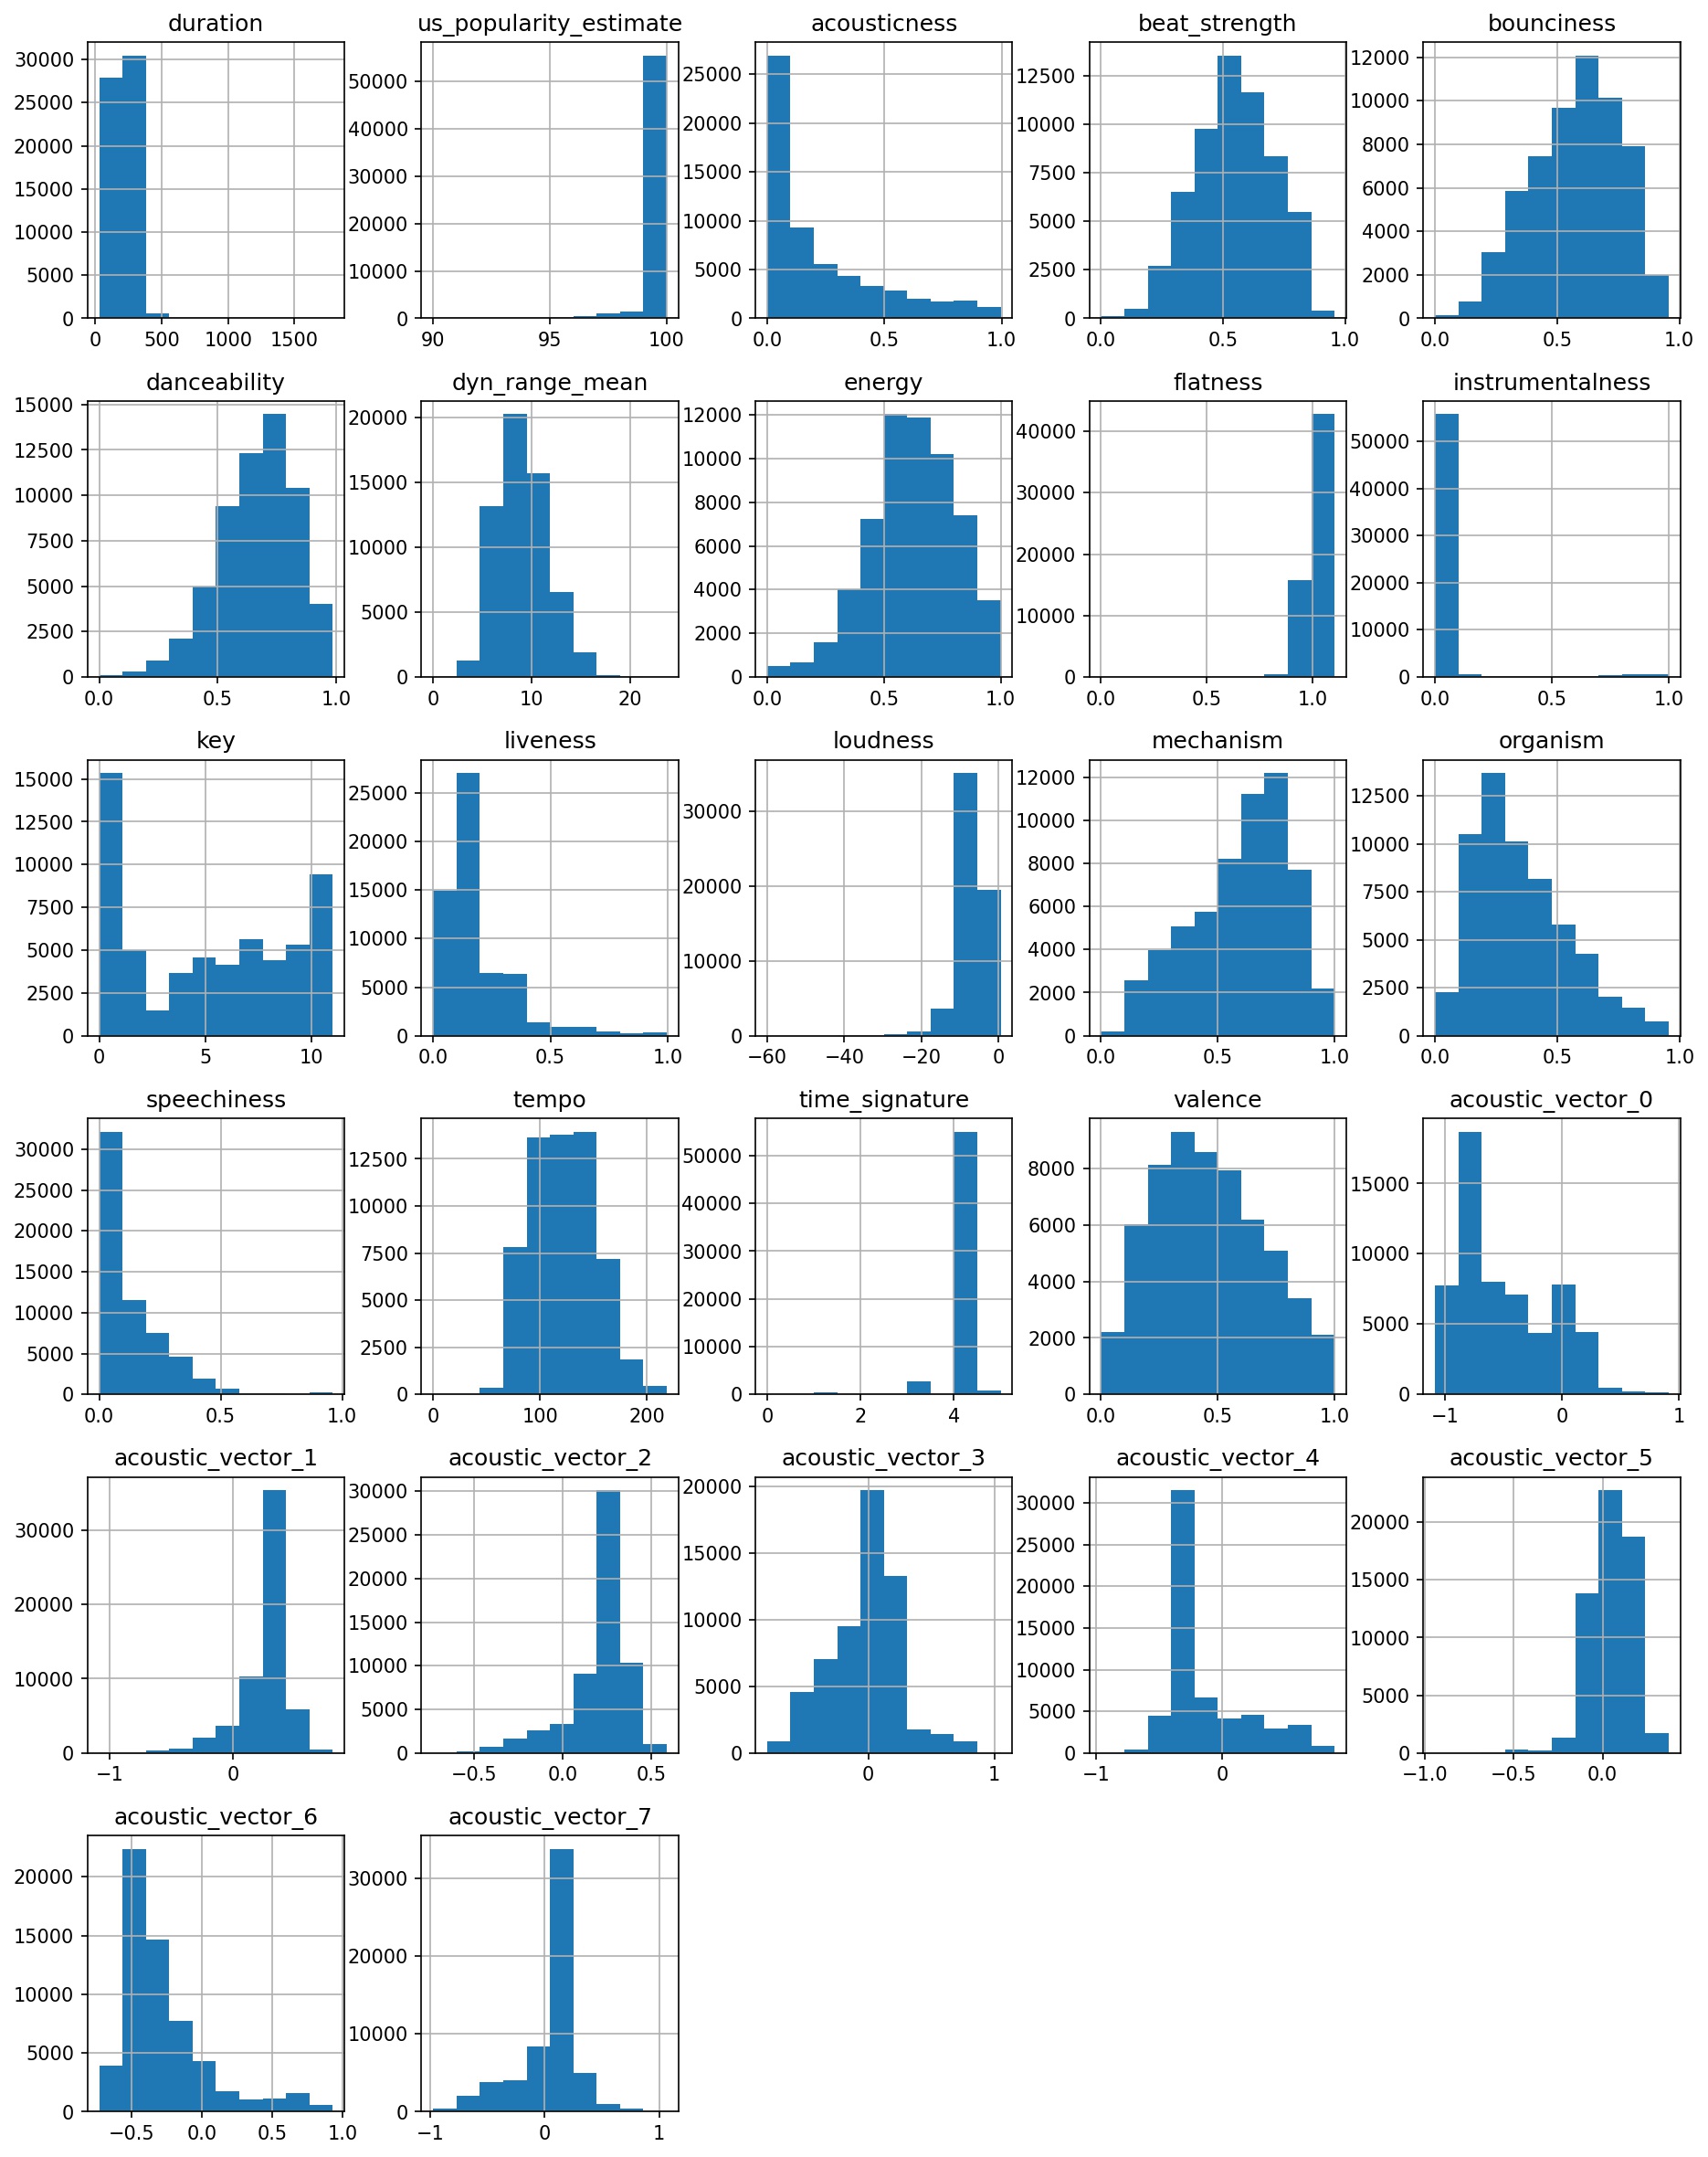 duration us_popularity_estimate acousticness beat_strength bounciness
30000 50000 25000 12500 12000
25000 40000 20000 10000 10000
20000 30000 15000 7500 8000
15000 20000 10000 5000 6000
10000 10000 5000 2500 4000
5000 0 0 0 2000
0 0
0 500 1000 1500 90 95 100 0.0 0.5 1.0 0.0 0.5 1.0 0.0 0.5 1.0
danceability dyn_range_mean energy flatness instrumentalness
15000 20000 12000 40000 50000
12500 15000 10000 30000 40000
10000 10000 8000 20000 30000
7500 5000 6000 10000 20000
5000 0 4000 0 10000
2500 2000 0
0 0
0.0 0.5 1.0 0 10 20 0.0 0.5 1.0 0.0 0.5 1.0 0.0 0.5 1.0
key liveness loudness mechanism organism
15000 25000 30000 12000 12500
12500 20000 20000 10000 10000
10000 15000 10000 8000 7500
7500 10000 0 6000 5000
5000 5000 4000 2500
2500 0 2000 0
0 0
0 5 10 0.0 0.5 1.0 −60 −40 −20 0 0.0 0.5 1.0 0.0 0.5 1.0
speechiness tempo time_signature valence acoustic_vector_0
30000 12500 50000 8000 15000
25000 10000 40000 6000 10000
20000 7500 30000 4000 5000
15000 5000 20000 2000 0
10000 2500 10000 0
5000 0 0
0
0.0 0.5 1.0 0 100 200 0 2 4 0.0 0.5 1.0 −1 0 1
acoustic_vector_1 acoustic_vector_2 acoustic_vector_3 acoustic_vector_4 acoustic_vector_5
30000 30000 20000 30000 20000
20000 25000 15000 25000 15000
10000 20000 10000 20000 10000
0 15000 5000 15000 5000
10000 0 10000 0
5000 5000
0 0
−1 0 −0.5 0.0 0.5 0 1 −1 0 −1.0 −0.5 0.0
acoustic_vector_6 acoustic_vector_7
20000 30000
15000 20000
10000 10000
5000 0
0
−0.5 0.0 0.5 1.0 −1 0 1